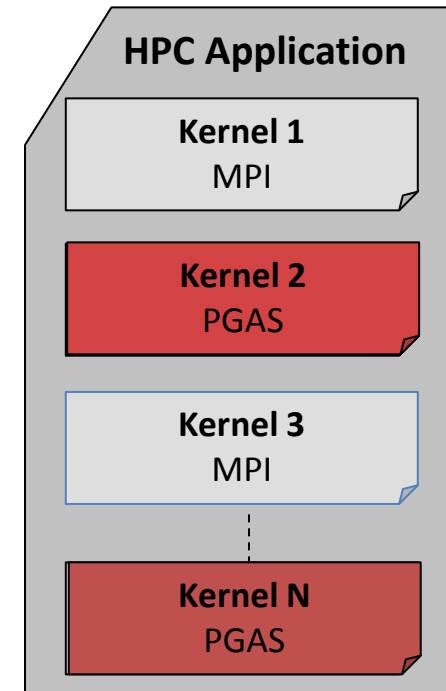 HPC Application
Kernel 1
MPI
Kernel 2
PGAS
Kernel 3
MPI
Kernel N
PGAS